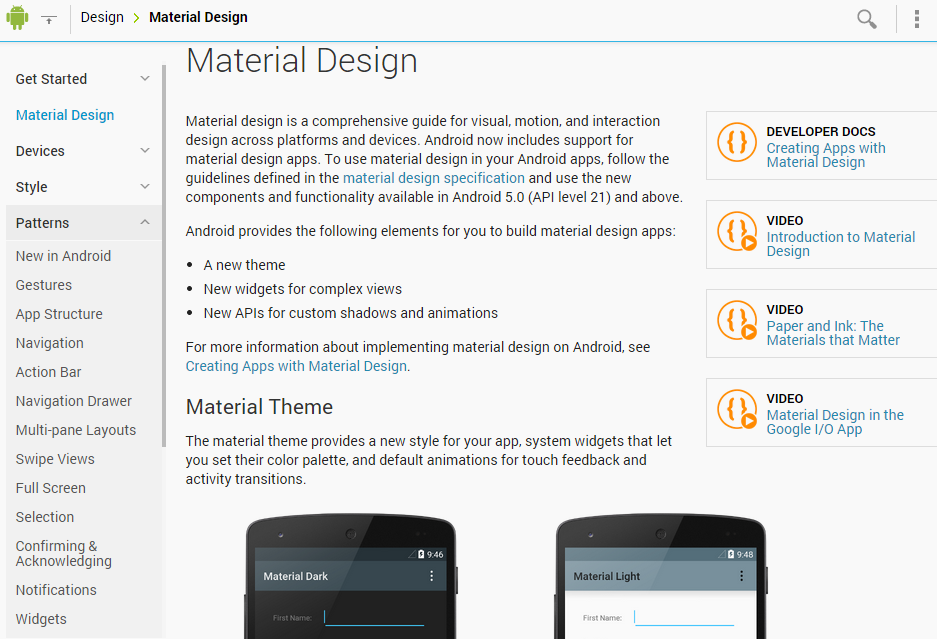 Design
Material Design
Get Started
Material Design
Devices
Style
Patterns
New in Android
Gestures
App Structure
Navigation
Action Bar
Navigation Drawer
Multi-pane Layouts
Swipe Views
Full Screen
Selection
Confirming &
Acknowledging
Notifications
Widgets
Material Design
Material design is a comprehensive guide for visual, motion, and interaction
design across platforms and devices. Android now includes support for
material design apps. To use material design in your Android apps, follow the
guidelines defined in the material design specification and use the new
components and functionality available in Android 5.0 (API level 21) and above.
Android provides the following elements for you to build material design apps:
• A new theme
• New widgets for complex views
• New APIs for custom shadows and animations
For more information about implementing material design on Android, see
Creating Apps with Material Design.
Material Theme
The material theme provides a new style for your app, system widgets that let
you set their color palette, and default animations for touch feedback and
activity transitions.
9:46
Material Dark
First Name:
9:48
Material Light
First Name:
DEVELOPER DOCS
Creating Apps with
Material Design
VIDEO
Introduction to Material
Design
VIDEO
Paper and Ink: The
Materials that Matter
VIDEO
Material Design in the
Google I/O App